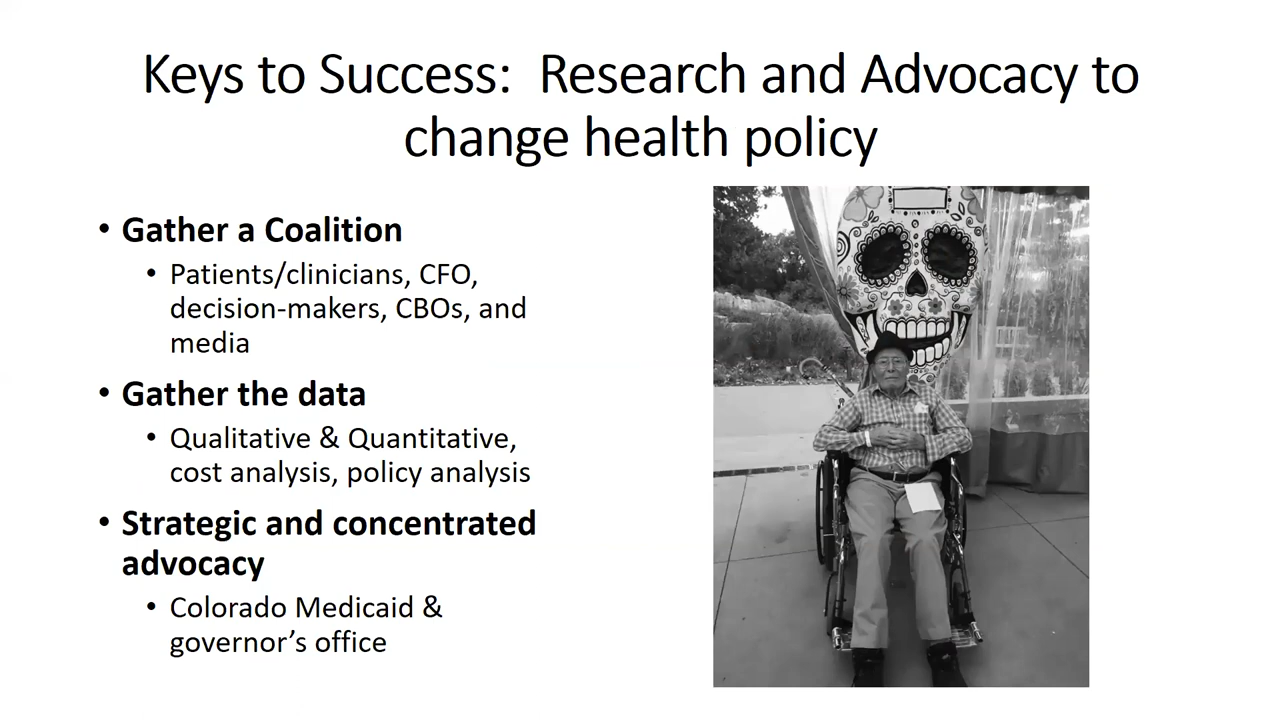 Keys to Success:  Research and Advocacy to
change health policy
• Gather a Coalition
• Patients/clinicians, CFO,
decision-makers, CBOs, and
media
• Gather the data
• Qualitative & Quantitative,
cost analysis, policy analysis
• Strategic and concentrated
advocacy
• Colorado Medicaid &
governor’s office